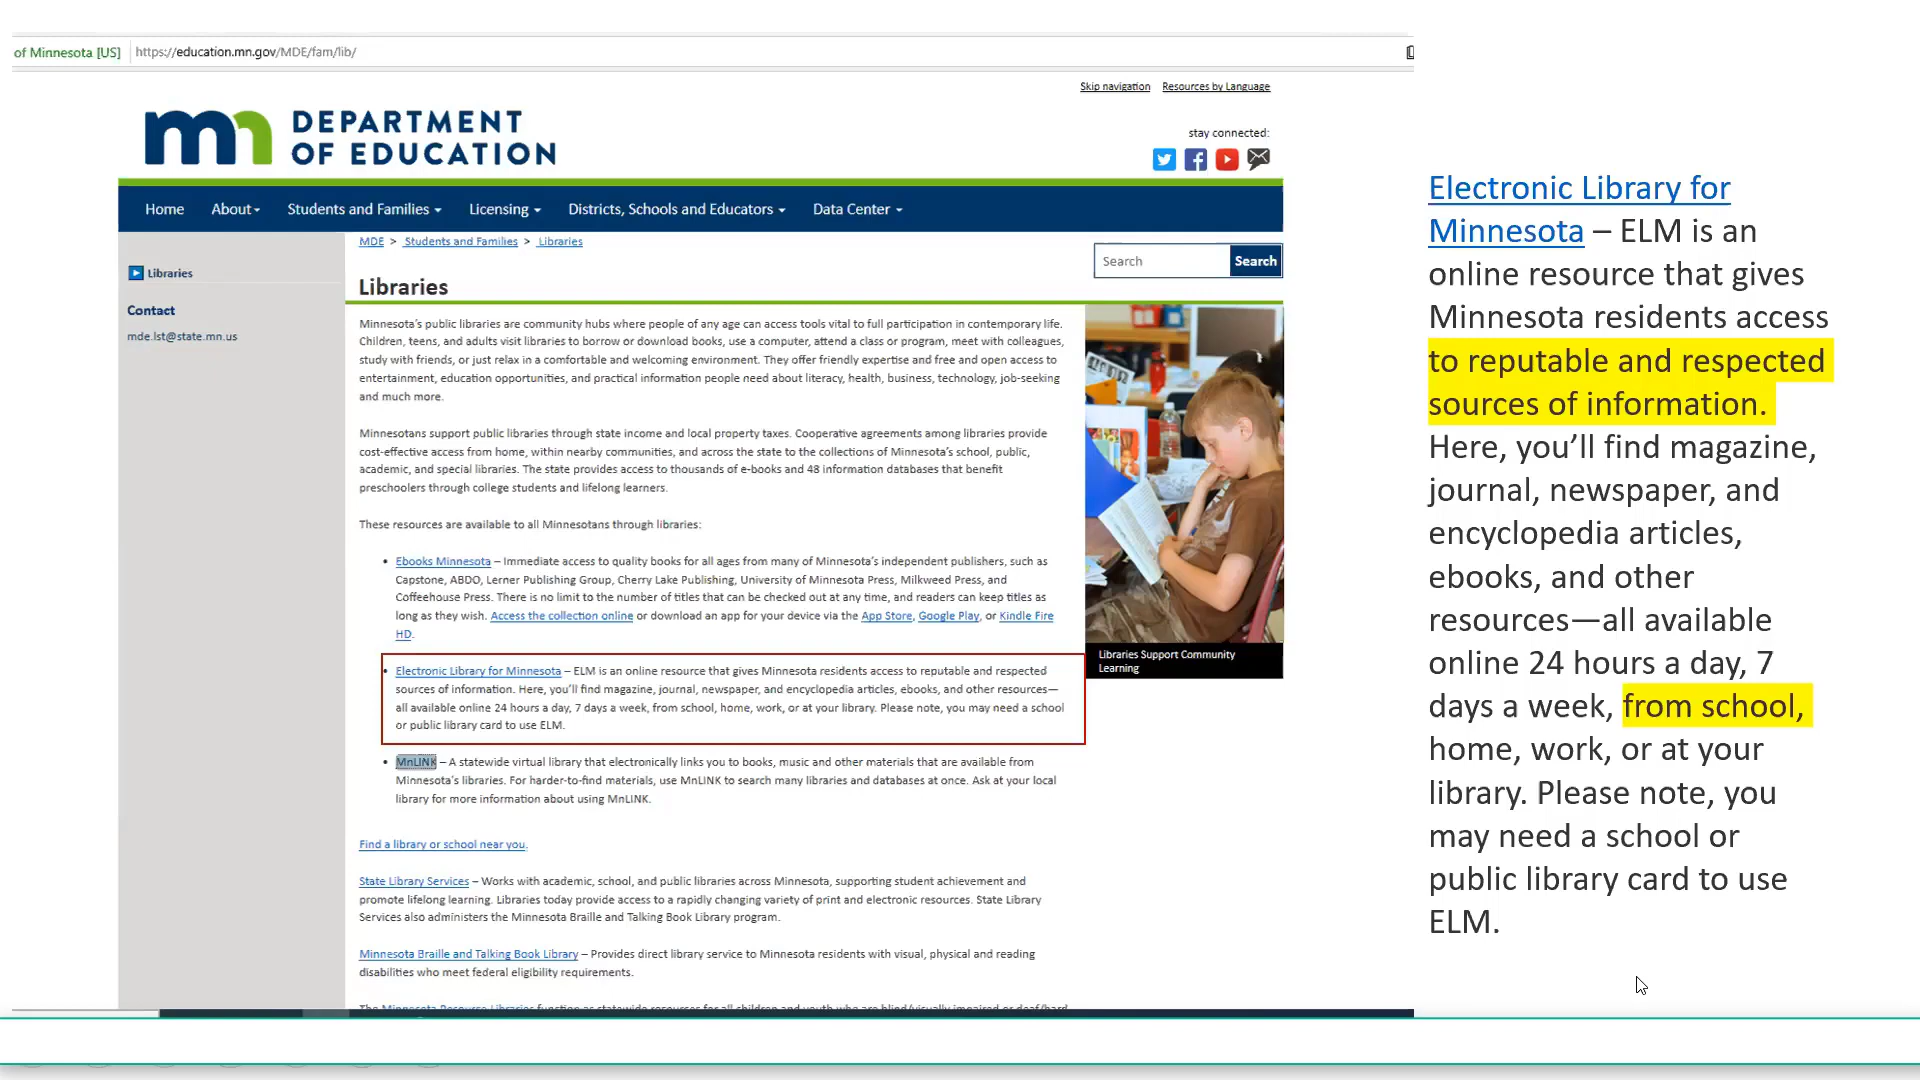 of Minnesota [US] https://education.mn.gov/MDE/fam/lib/
Skip navigation Resources by Language
DEPARTMENT
OF EDUCATION
stay connected:
Home About Students and Families Licensing Districts, Schools and Educators Data Center
MDE > Students and Families > Libraries
Search Search
Libraries
Contact
mde.lst@state.mn.us
Libraries
Minnesota's public libraries are community hubs where people of any age can access tools vital to full participation in contemporary life.
Children, teens, and adults visit libraries to borrow or download books, use a computer, attend a class or program, meet with colleagues,
study with friends, or just relax in a comfortable and welcoming environment. They offer friendly expertise and free and open access to
entertainment, education opportunities, and practical information people need about literacy, health, business, technology, job-seeking
and much more.
Minnesotans support public libraries through state income and local property taxes. Cooperative agreements among libraries provide
cost-effective access from home, within nearby communities, and across the state to the collections of Minnesota's school, public,
academic, and special libraries. The state provides access to thousands of e-books and 48 information databases that benefit
preschoolers through college students and lifelong learners.
These resources are available to all Minnesotans through libraries:
• Ebooks Minnesota – Immediate access to quality books for all ages from many of Minnesota's independent publishers, such as
Capstone, ABDO, Lerner Publishing Group, Cherry Lake Publishing, University of Minnesota Press, Milkweed Press, and
Coffeehouse Press. There is no limit to the number of titles that can be checked out at any time, and readers can keep titles as
long as they wish. Access the collection online or download an app for your device via the App Store, Google Play, or Kindle Fire
HD.
• Electronic Library for Minnesota – ELM is an online resource that gives Minnesota residents access to reputable and respected
sources of information. Here, you'll find magazine, journal, newspaper, and encyclopedia articles, ebooks, and other resources—
all available online 24 hours a day, 7 days a week, from school, home, work, or at your library. Please note, you may need a school
or public library card to use ELM.
• MnLINK – A statewide virtual library that electronically links you to books, music and other materials that are available from
Minnesota's libraries. For harder-to-find materials, use MnLINK to search many libraries and databases at once. Ask at your local
library for more information about using MnLINK.
Find a library or school near you.
State Library Services – Works with academic, school, and public libraries across Minnesota, supporting student achievement and
promote lifelong learning. Libraries today provide access to a rapidly changing variety of print and electronic resources. State Library
Services also administers the Minnesota Braille and Talking Book Library program.
Minnesota Braille and Talking Book Library – Provides direct library service to Minnesota residents with visual, physical and reading
disabilities who meet federal eligibility requirements.
The Minnesota Resource Libraries function as statewide resources for all children and youth who are blind/visually impaired or deaf/hard
Libraries Support Community
Learning
Electronic Library for
Minnesota – ELM is an
online resource that gives
Minnesota residents access
to reputable and respected
sources of information.
Here, you'll find magazine,
journal, newspaper, and
encyclopedia articles,
ebooks, and other
resources—all available
online 24 hours a day, 7
days a week, from school,
home, work, or at your
library. Please note, you
may need a school or
public library card to use
ELM.